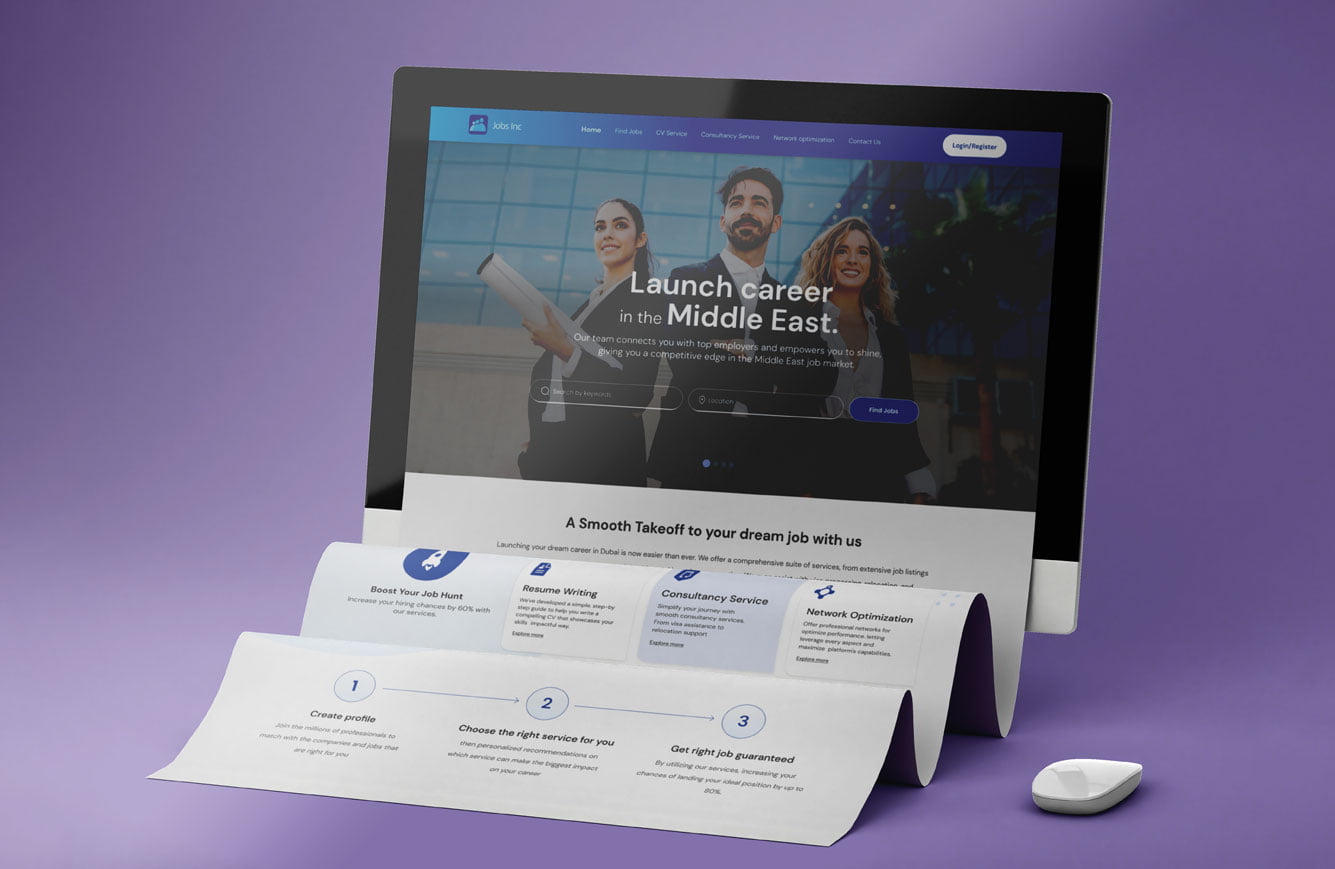 Jobs Inc
Home Find Jobs CV Service Consultancy Service Network optimization Contact Us
Login/Register
Launch career
in the Middle East.
Our team connects you with top employers and empowers you to shine,
giving you a competitive edge in the Middle East job market.
Search by keywords
Location
Find Jobs
A Smooth Takeoff to your dream job with us
Launching your dream career in Dubai is now easier than ever. We offer a comprehensive suite of services, from extensive job listings
relocation, and
Boost Your Job Hunt
Increase your hiring chances by 60% with
our services.
Resume Writing
We've developed a simple, step-by
step guide to help you write a
compelling CV that showcases your
skills impactful way.
Explore more
Consultancy Service
Simplify your journey with
smooth consultancy services.
From visa assistance to
relocation support
Explore more
Network Optimization
Offer professional networks for
optimize performance, letting
leverage every aspect and
maximize platform's capabilities.
Explore more
1
Create profile
Join the millions of professionals to
match with the companies and jobs that
are right for you
2
Choose the right service for you
then personalized recommendations on
which service can make the biggest impact
on your career
3
Get right job guaranteed
By utilizing our services, increasing your
chances of landing your ideal position by up to
80%.